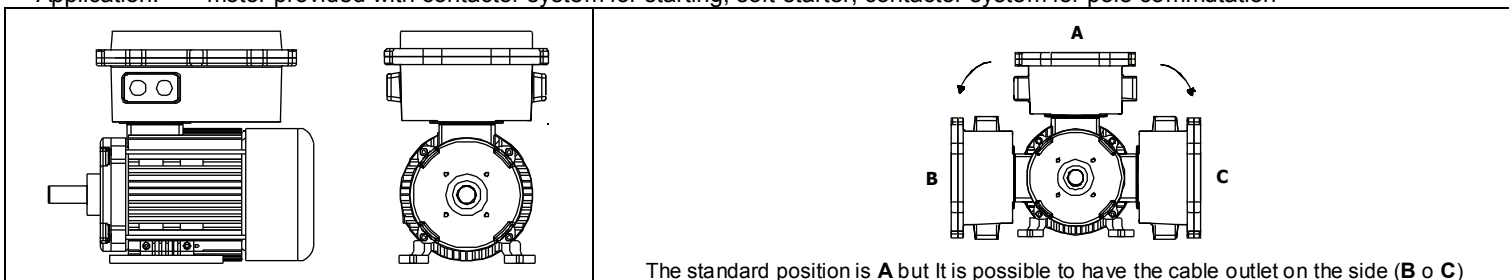 Application: motor provided with contactor system for starting, soft starter, contactor system for pole commutation
A
B
C
The standard position is A but It is possible to have the cable outlet on the side (B o C)